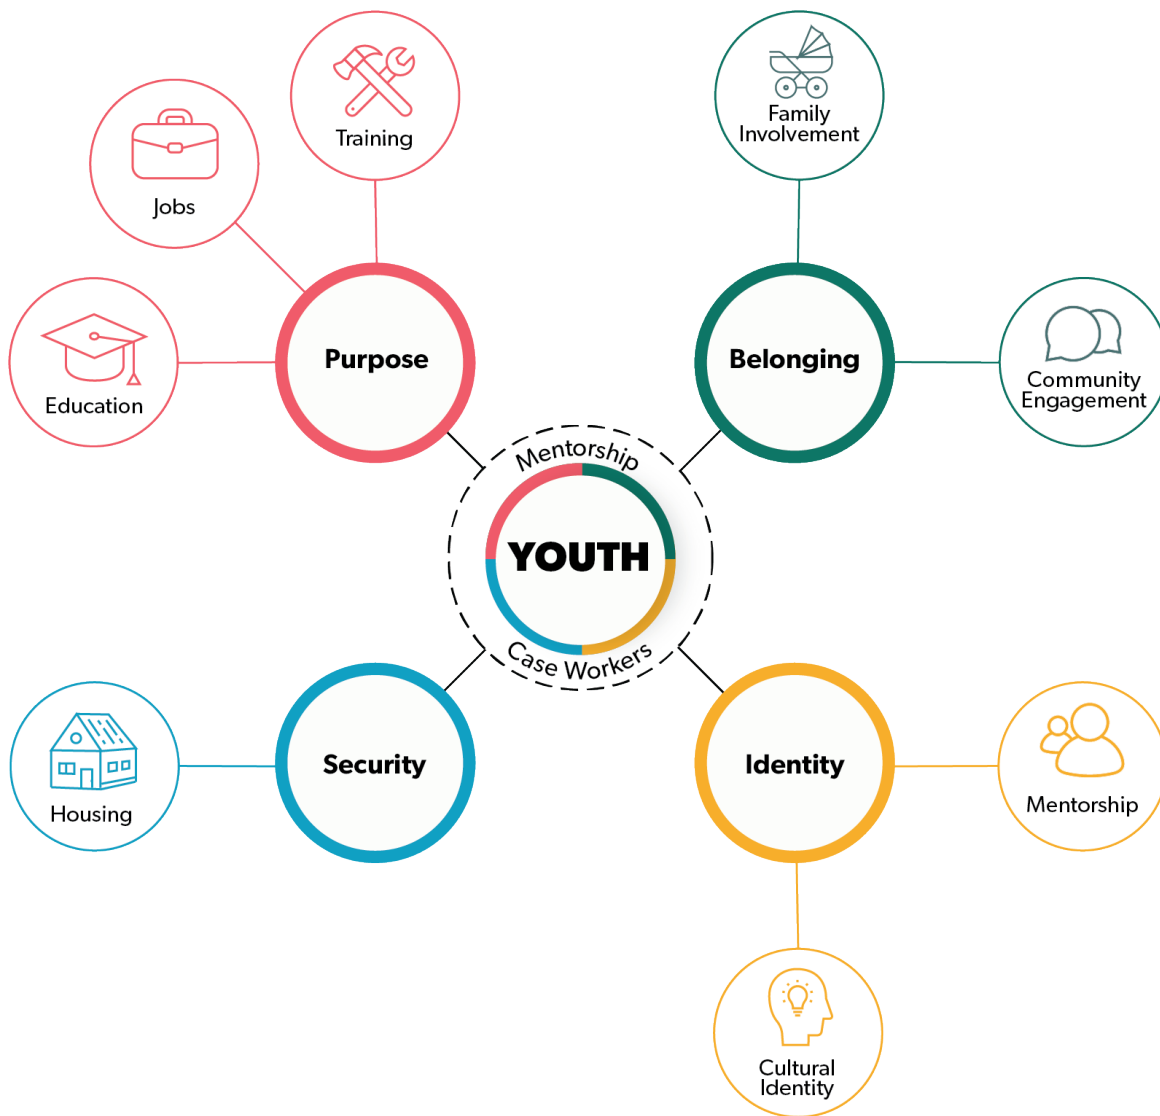 Training
Jobs
Education
Purpose
Family
Involvement
Belonging
Community
Engagement
Mentorship
YOUTH
Case Workers
Security
Housing
Identity
Mentorship
Cultural
Identity